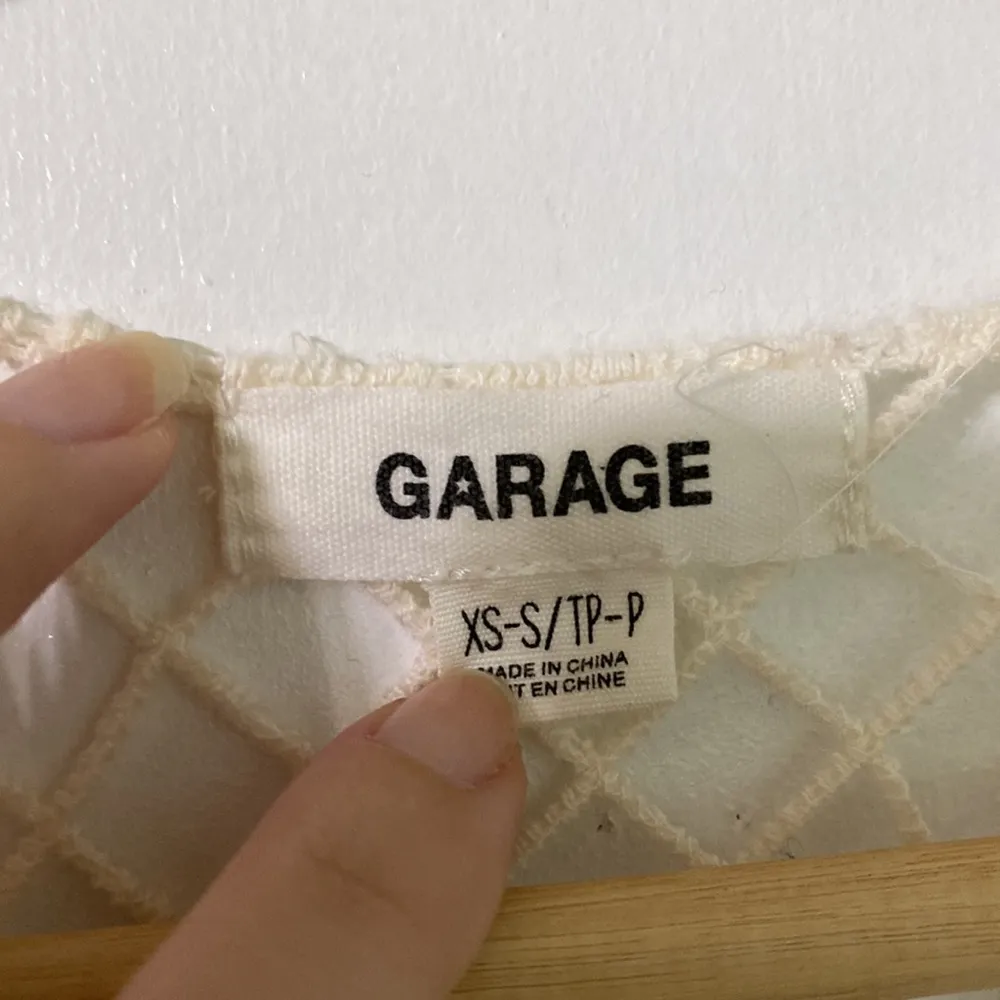 GARAGE
XS-S/TP-P
MADE IN CHINA
EN CHINE